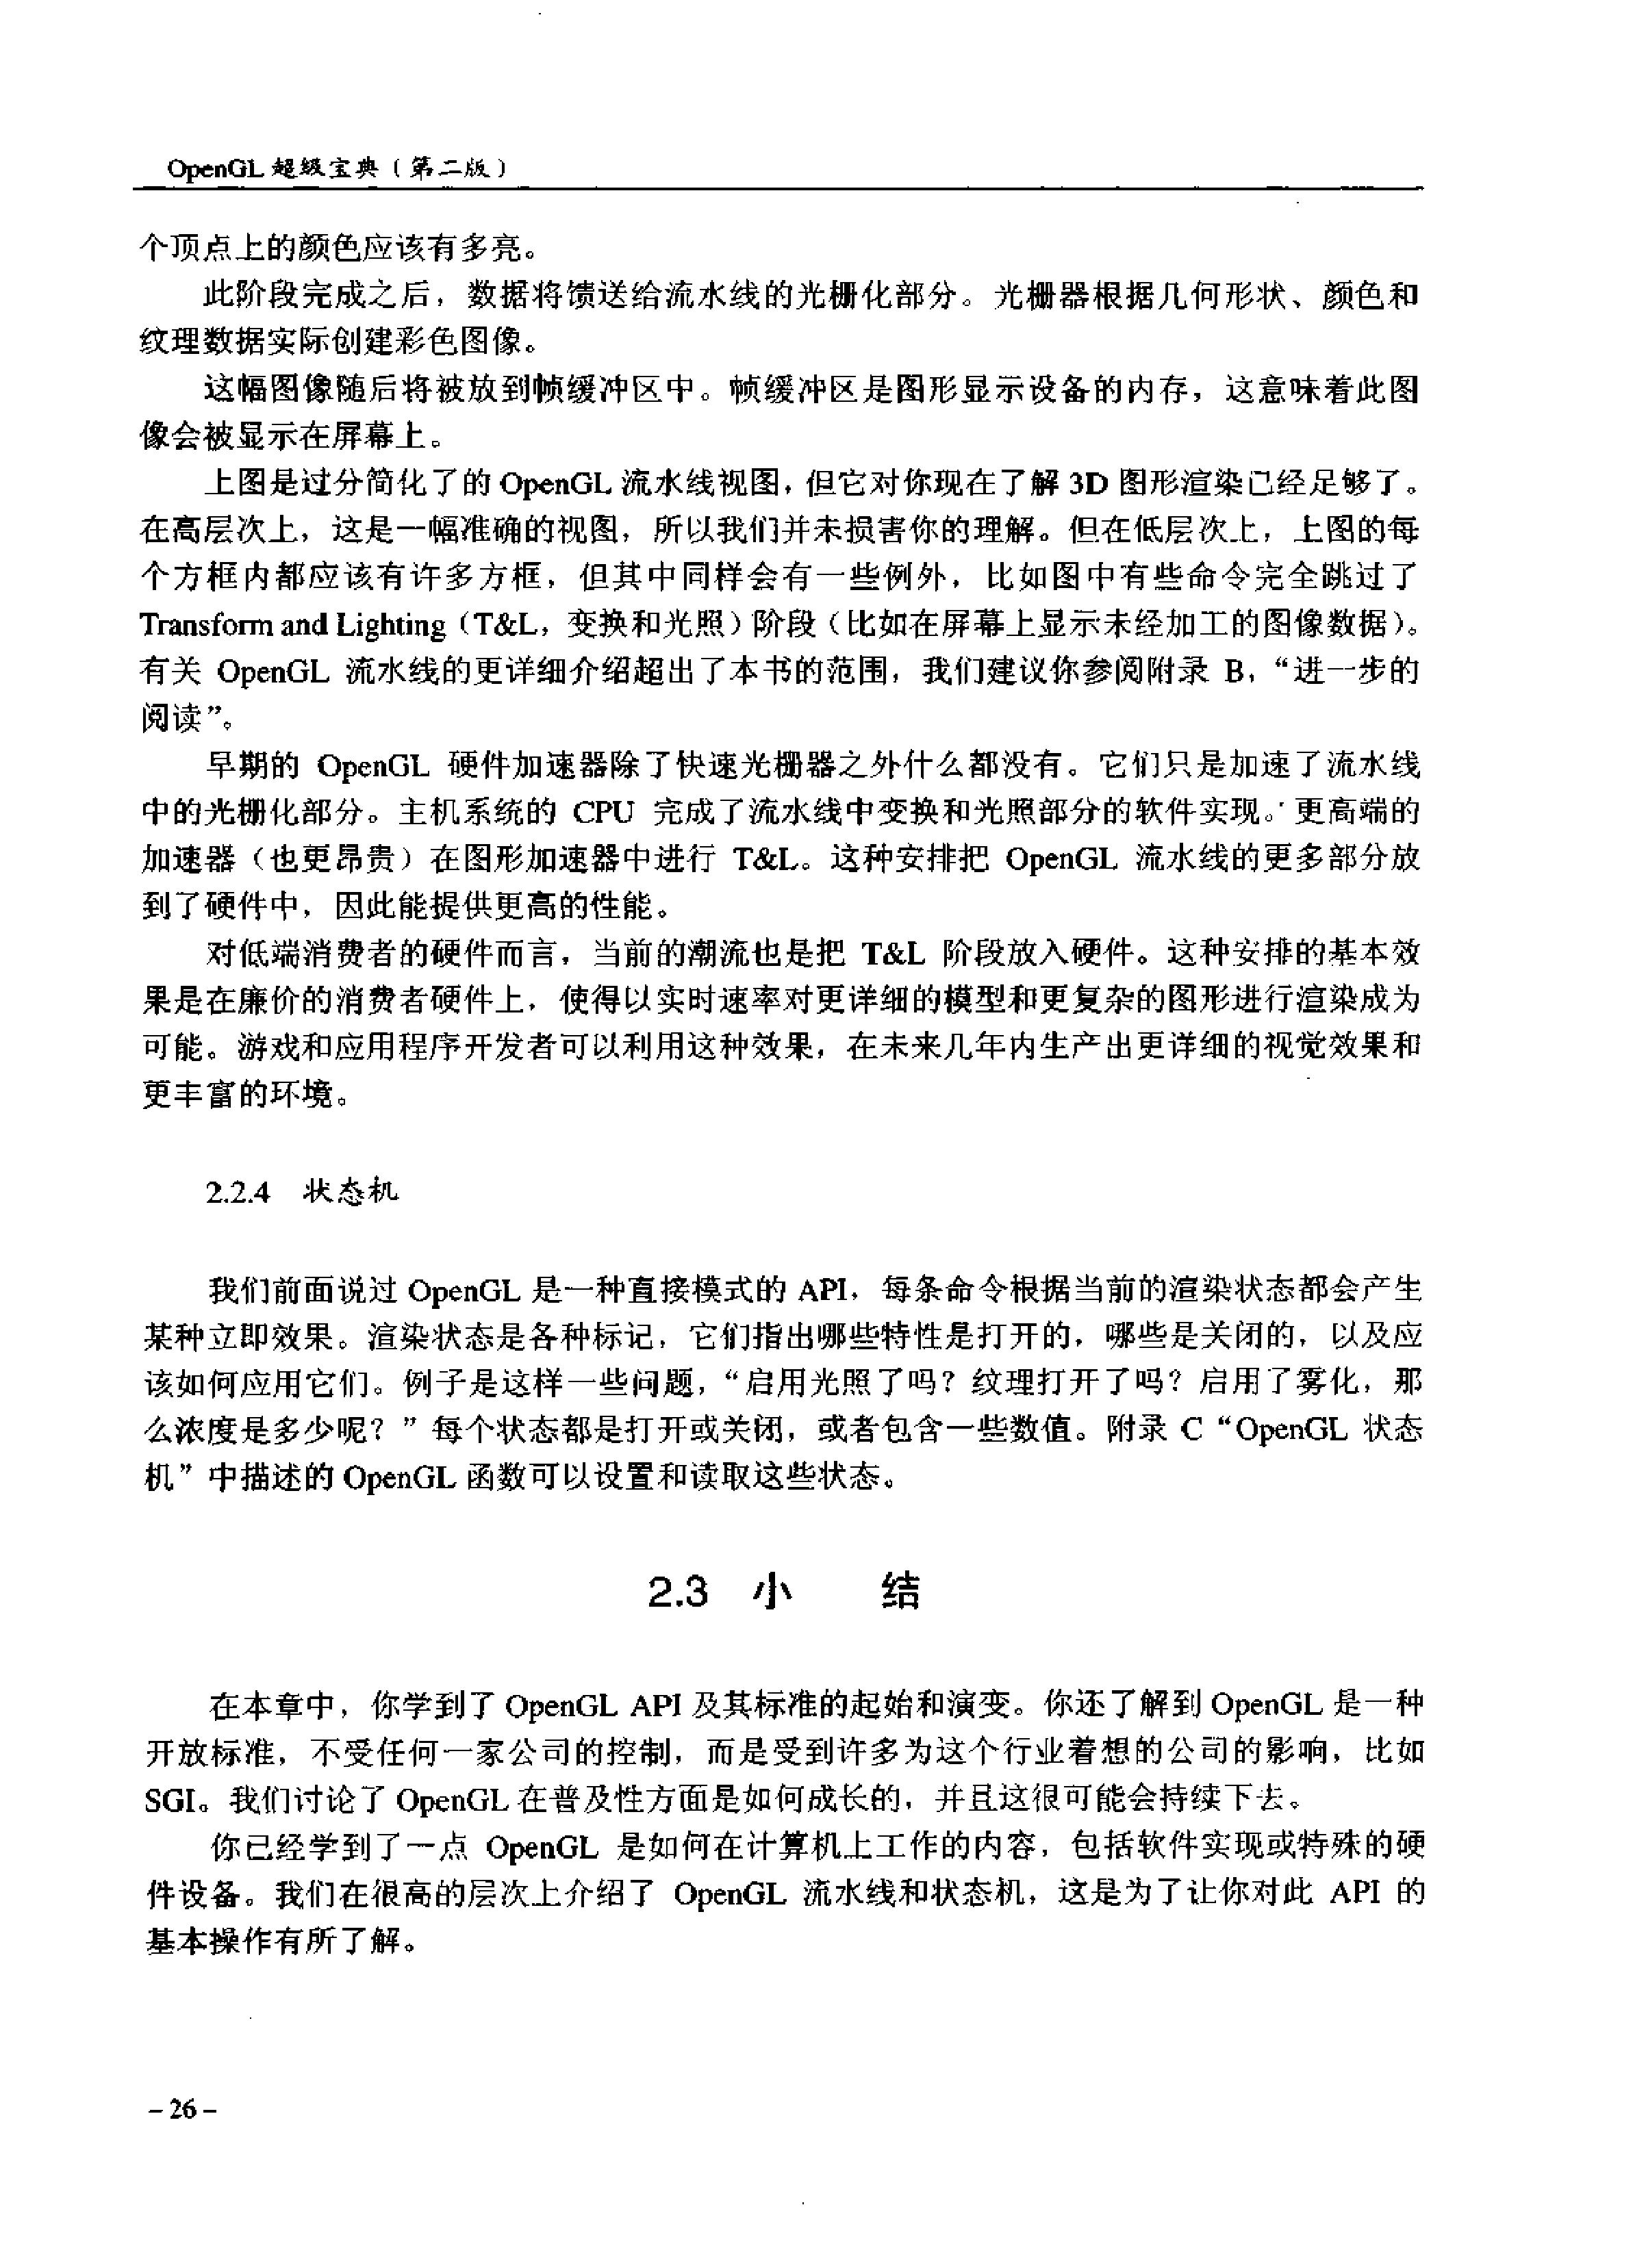 OpenGL 超级宝典（第二版）
个顶点上的颜色应该有多亮。
此阶段完成之后，数据将馈送给流水线的光栅化部分。光栅器根据几何形状、颜色和
纹理数据实际创建彩色图像。
这幅图像随后将被放到帧缓冲区中。帧缓冲区是图形显示设备的内存，这意味着此图
像会被显示在屏幕上。
上图是过分简化了的 OpenGL 流水线视图，但它对你现在了解 3D 图形渲染已经足够了。
在高层次上，这是一幅准确的视图，所以我们并未损害你的理解。但在低层次上，上图的每
个方框内都应该有许多方框，但其中同样会有一些例外，比如图中有些命令完全跳过了
Transform and Lighting（T&L，变换和光照）阶段（比如在屏幕上显示未经加工的图像数据）。
有关 OpenGL 流水线的更详细介绍超出了本书的范围，我们建议你参阅附录 B，“进一步的
阅读”。
早期的 OpenGL 硬件加速器除了快速光栅器之外什么都没有。它们只是加速了流水线
中的光栅化部分。主机系统的 CPU 完成了流水线中变换和光照部分的软件实现。更高端的
加速器（也更昂贵）在图形加速器中进行 T&L。这种安排把 OpenGL 流水线的更多部分放
到了硬件中，因此能提供更高的性能。
对低端消费者的硬件而言，当前的潮流也是把 T&L 阶段放入硬件。这种安排的基本效
果是在廉价的消费者硬件上，使得以实时速率对更详细的模型和更复杂的图形进行渲染成为
可能。游戏和应用程序开发者可以利用这种效果，在未来几年内生产出更详细的视觉效果和
更丰富的环境。
2.2.4 状态机
我们前面说过 OpenGL 是一种直接模式的 API，每条命令根据当前的渲染状态都会产生
某种立即效果。渲染状态是各种标记，它们指出哪些特性是打开的，哪些是关闭的，以及应
该如何应用它们。例子是这样一些问题，“启用光照了吗？纹理打开了吗？启用了雾化，那
么浓度是多少呢？”每个状态都是打开或关闭，或者包含一些数值。附录 C“OpenGL 状态
机”中描述的 OpenGL 函数可以设置和读取这些状态。
2.3 小 结
在本章中，你学到了 OpenGL API 及其标准的起始和演变。你还了解到 OpenGL 是一种
开放标准，不受任何一家公司的控制，而是受到许多为这个行业着想的公司的影响，比如
SGI。我们讨论了 OpenGL 在普及性方面是如何成长的，并且这很可能会持续下去。
你已经学到了一点 OpenGL 是如何在计算机上工作的内容，包括软件实现或特殊的硬
件设备。我们在很高的层次上介绍了 OpenGL 流水线和状态机，这是为了让你对此 API 的
基本操作有所了解。
– 26 –